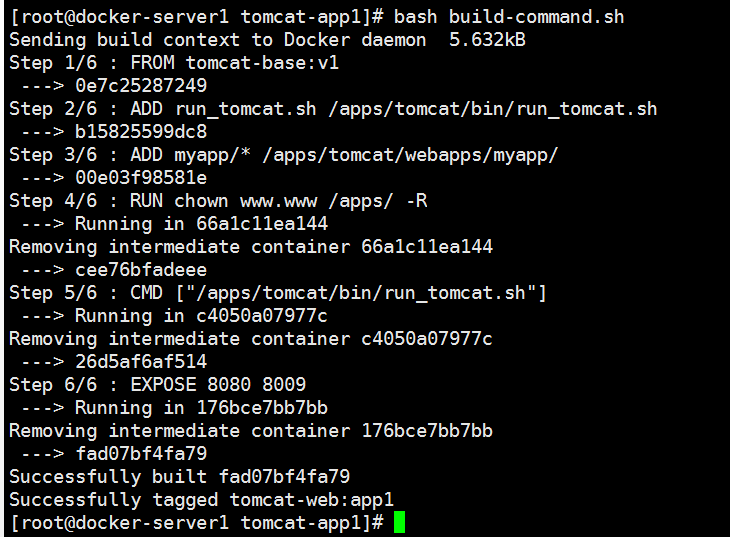 [root@docker-server1 tomcat-app1]# bash build-command.sh
Sending build context to Docker daemon  5.632kB
Step 1/6 : FROM tomcat-base:v1
 ---> 0e7c25287249
Step 2/6 : ADD run_tomcat.sh /apps/tomcat/bin/run_tomcat.sh
 ---> b15825599dc8
Step 3/6 : ADD myapp/* /apps/tomcat/webapps/myapp/
 ---> 00e03f98581e
Step 4/6 : RUN chown www.www /apps/ -R
 ---> Running in 66a1c11ea144
Removing intermediate container 66a1c11ea144
 ---> cee76bfadeee
Step 5/6 : CMD ["/apps/tomcat/bin/run_tomcat.sh"]
 ---> Running in c4050a07977c
Removing intermediate container c4050a07977c
 ---> 26d5af6af514
Step 6/6 : EXPOSE 8080 8009
 ---> Running in 176bce7bb7bb
Removing intermediate container 176bce7bb7bb
 ---> fad07bf4fa79
Successfully built fad07bf4fa79
Successfully tagged tomcat-web:app1
[root@docker-server1 tomcat-app1]#